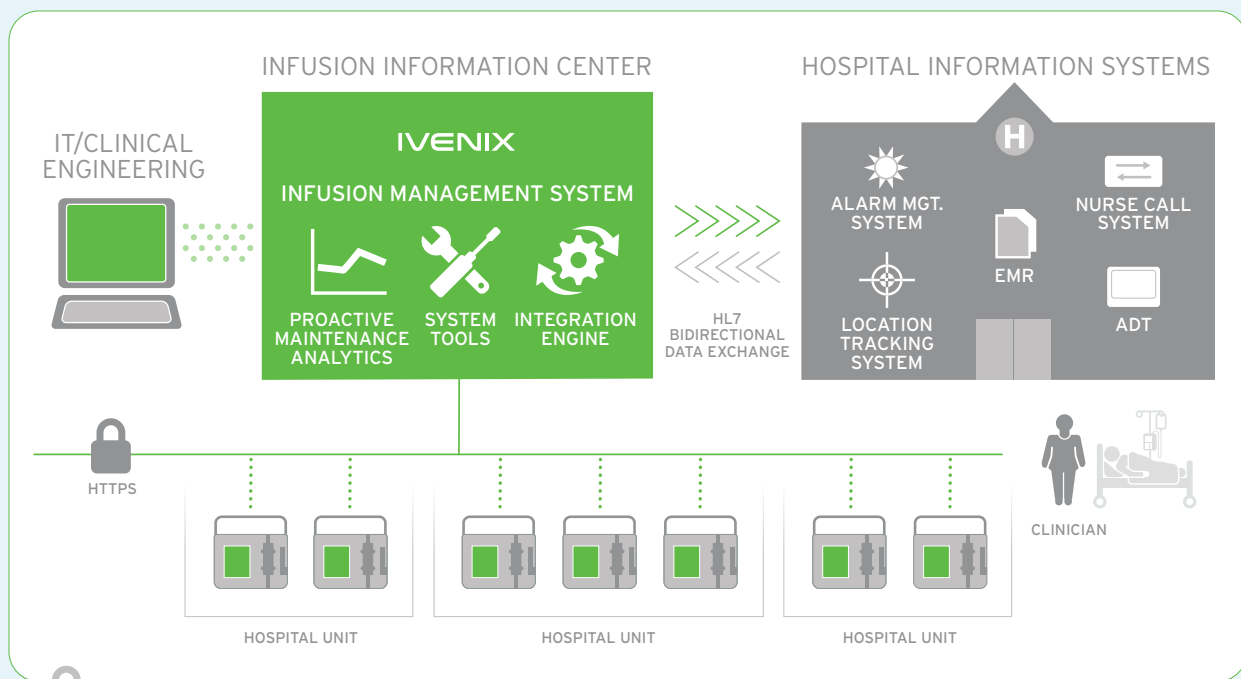 INFUSION INFORMATION CENTER
HOSPITAL INFORMATION SYSTEMS
IT/CLINICAL
ENGINEERING
IVENIX
INFUSION MANAGEMENT SYSTEM
PROACTIVE
MAINTENANCE
ANALYTICS
SYSTEM
TOOLS
INTEGRATION
ENGINE
HL7
BIDIRECTIONAL
DATA EXCHANGE
H
ALARM MGT.
SYSTEM
NURSE CALL
SYSTEM
EMR
LOCATION
TRACKING
SYSTEM
ADT
HTTPS
CLINICIAN
HOSPITAL UNIT
HOSPITAL UNIT
HOSPITAL UNIT